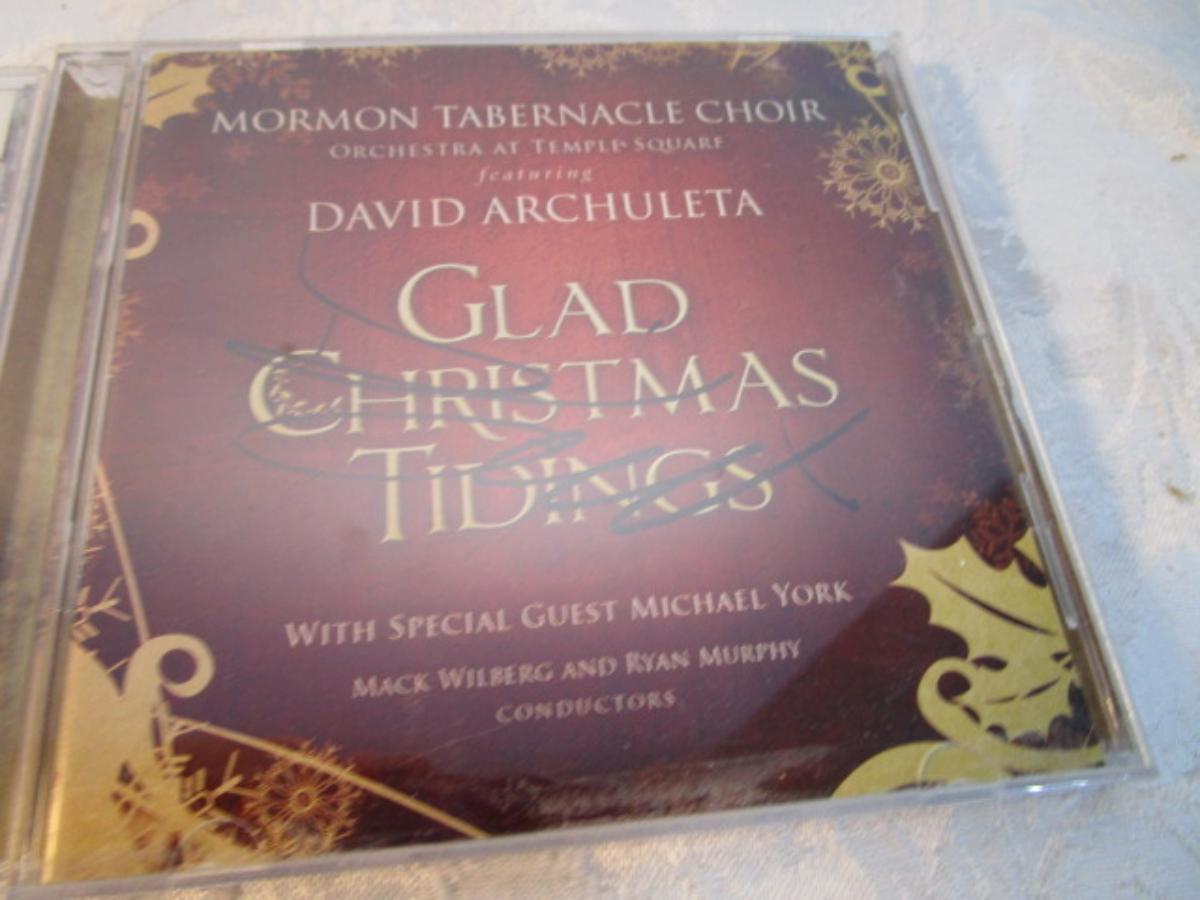 MORMON TABERNACLE CHOIR
ORCHESTRA AT TEMPLE SQUARE
featuring
DAVID ARCHULETA
GLAD
CHRISTMAS
TIDINGS
WITH SPECIAL GUEST MICHAEL YORK
MACK WILBERG AND RYAN MURPHY
CONDUCTORS